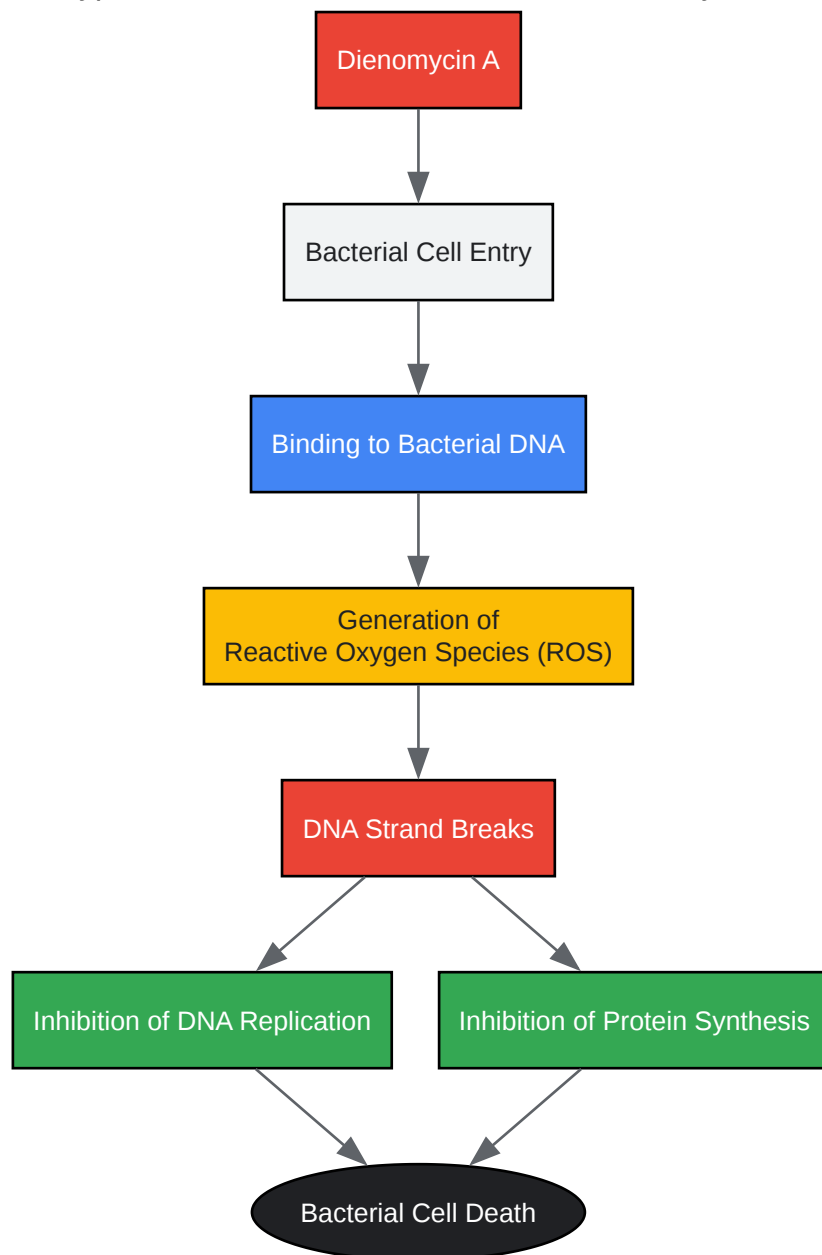 Dienomycin A
Bacterial Cell Entry
Binding to Bacterial DNA
Generation of
Reactive Oxygen Species (ROS)
DNA Strand Breaks
Inhibition of DNA Replication
Inhibition of Protein Synthesis
Bacterial Cell Death